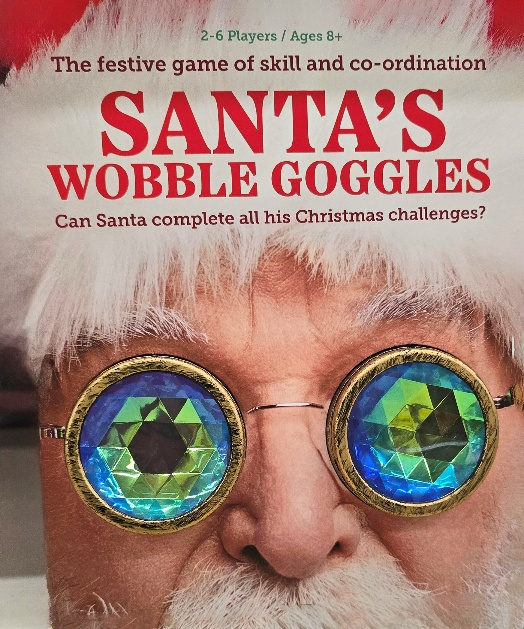 2-6 Players / Ages 8+
The festive game of skill and co-ordination
SANTA'S
WOBBLE GOGGLES
Can Santa complete all his Christmas challenges?